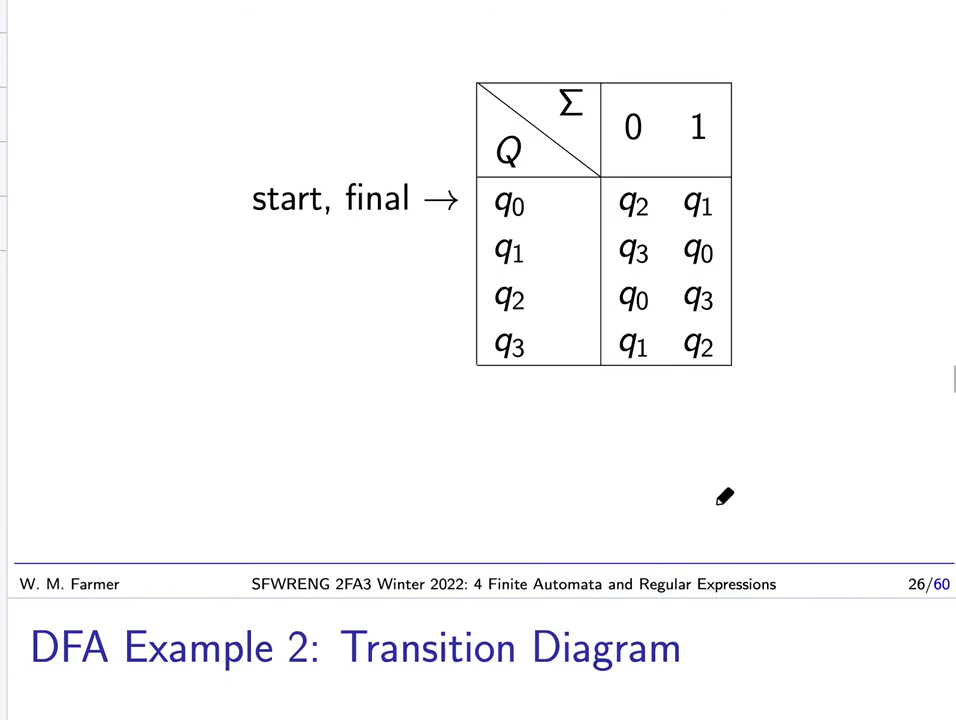 Σ
0 1
Q
start, final → q₀ q₂ q₁
q₁ q₃ q₀
q₂ q₀ q₃
q₃ q₁ q₂
W. M. Farmer SFWRENG 2FA3 Winter 2022: 4 Finite Automata and Regular Expressions 26/60
DFA Example 2: Transition Diagram